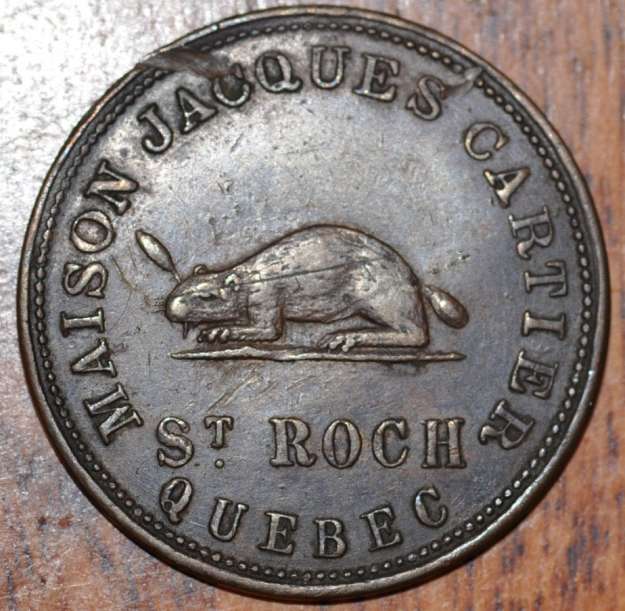 MAISON JACQUES CARTIER
ST. ROCH
QUEBEC